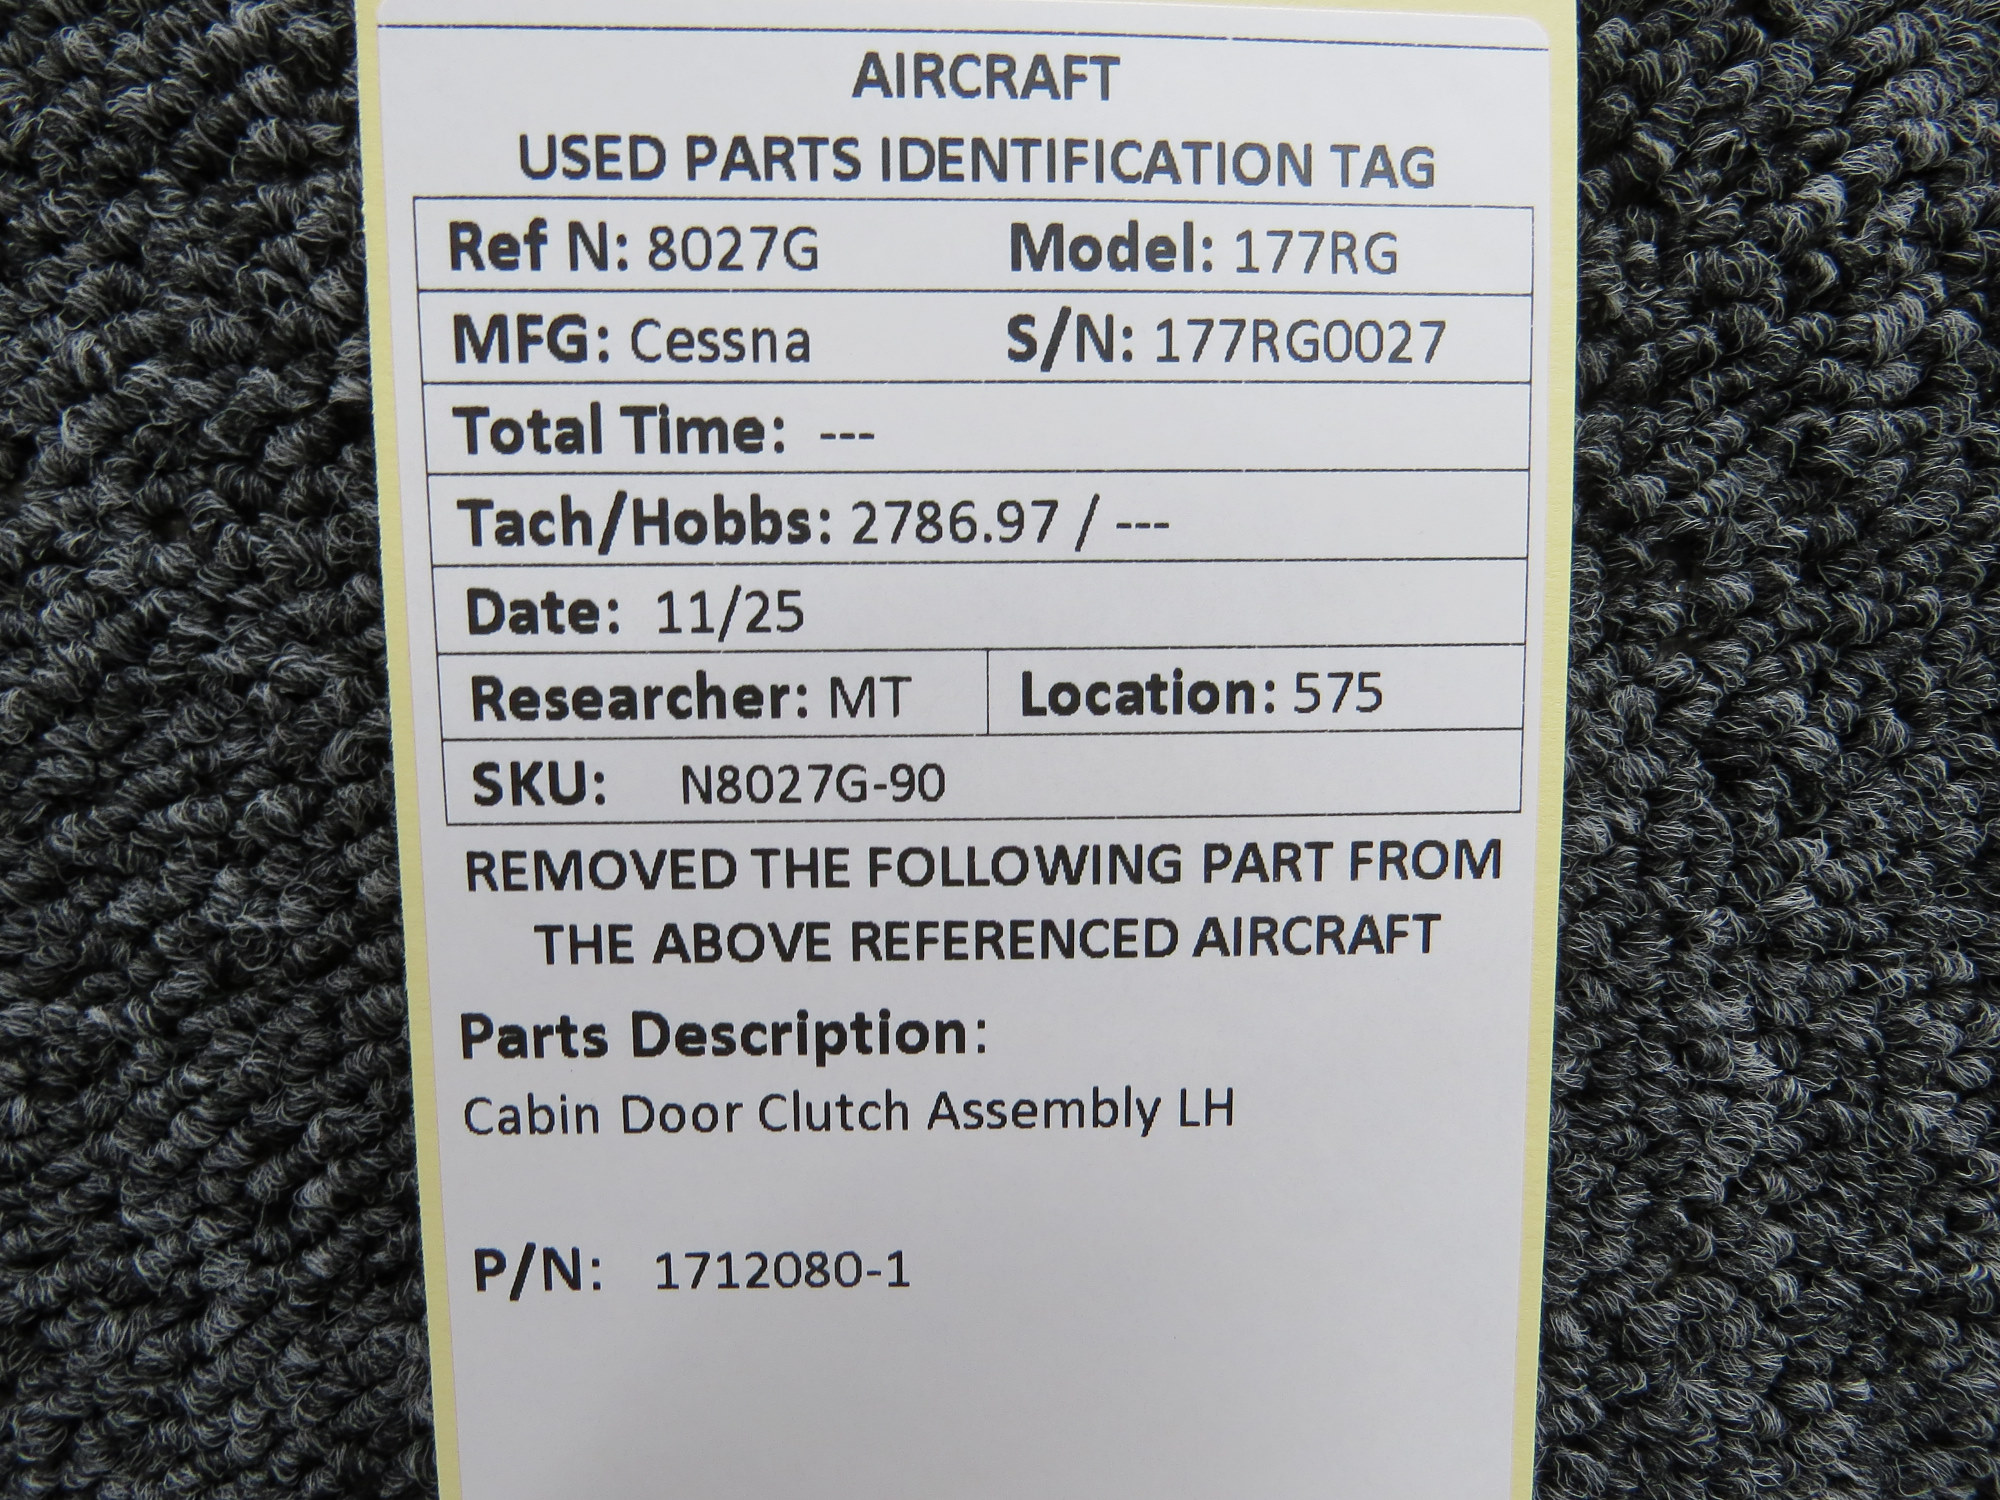 AIRCRAFT
USED PARTS IDENTIFICATION TAG
Ref N: 8027G Model: 177RG
MFG: Cessna S/N: 177RG0027
Total Time: ---
Tach/Hobbs: 2786.97 / ---
Date: 11/25
Researcher: MT Location: 575
SKU: N8027G-90
REMOVED THE FOLLOWING PART FROM
THE ABOVE REFERENCED AIRCRAFT
Parts Description:
Cabin Door Clutch Assembly LH
P/N: 1712080-1